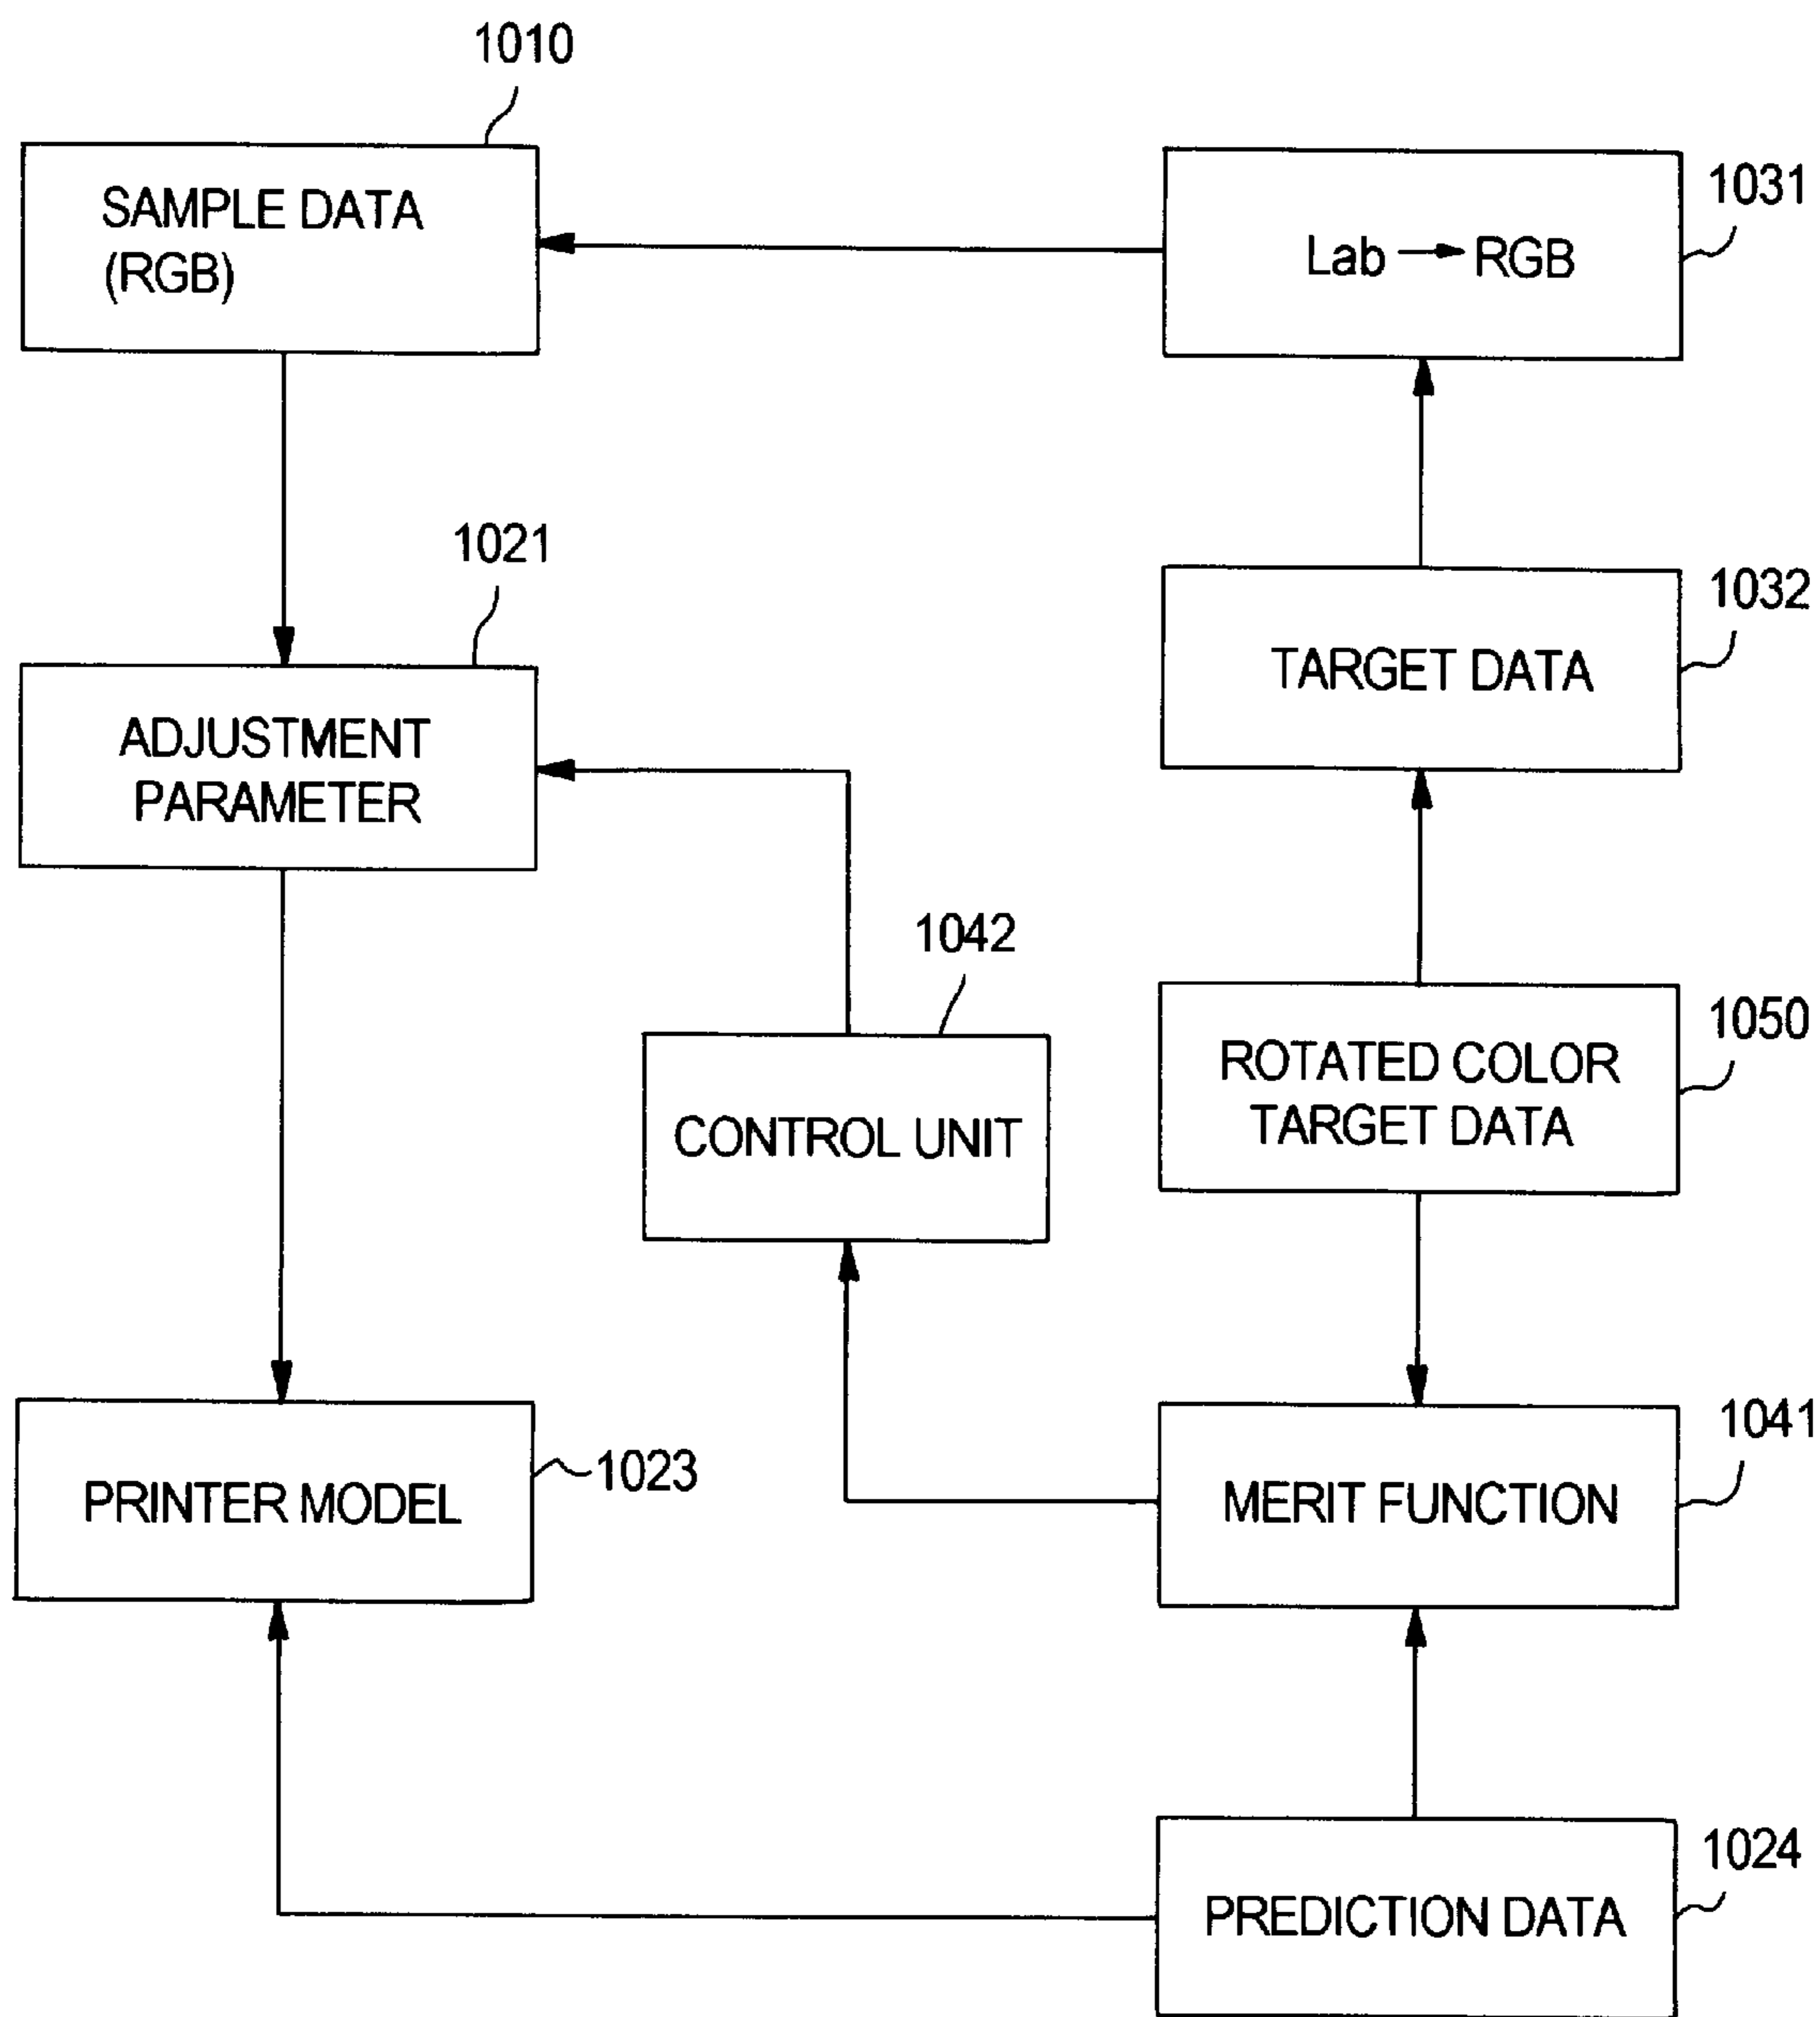 1010
SAMPLE DATA
(RGB)
1031
Lab → RGB
1021
ADJUSTMENT
PARAMETER
1032
TARGET DATA
1042
CONTROL UNIT
1050
ROTATED COLOR
TARGET DATA
PRINTER MODEL
1023
1041
MERIT FUNCTION
1024
PREDICTION DATA